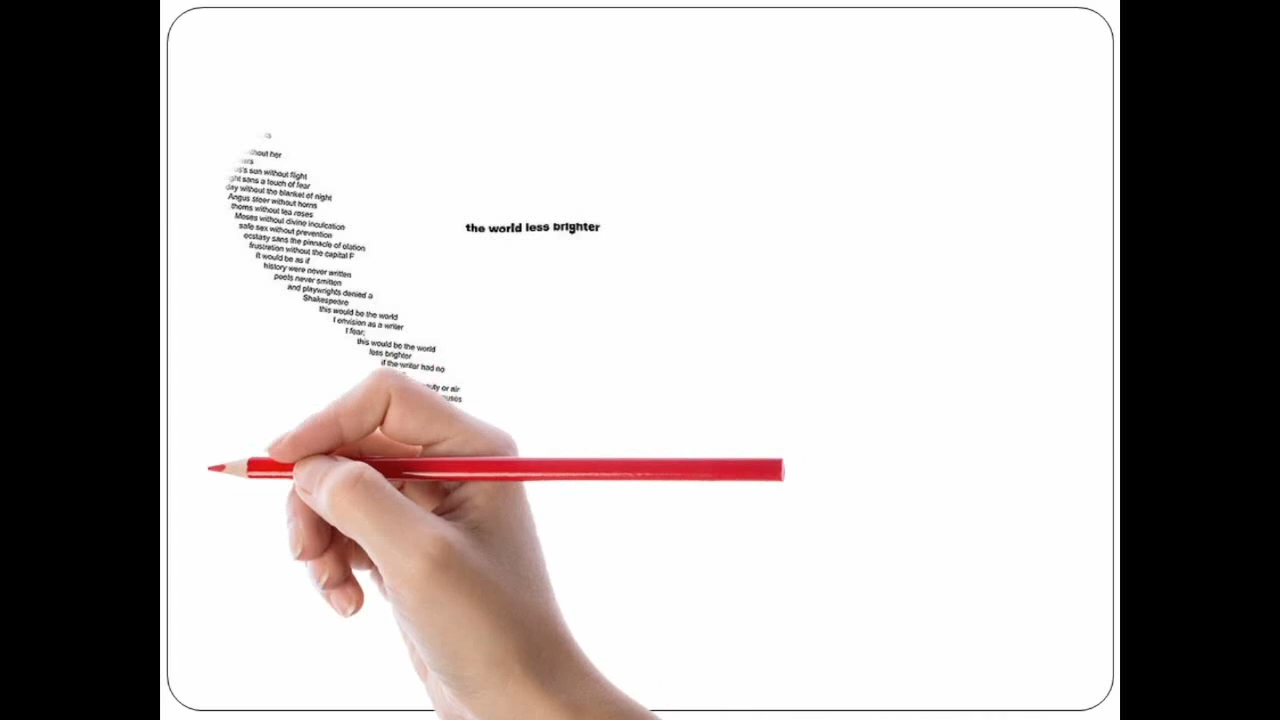 without her
sun without flight
sans a touch of fear
day without the blanket of night
Angus steer without horns
thorns without tea roses
Moses without divine inculcation
safe sex without prevention
ecstasy sans the pinnacle of elation
frustration without the capital F
it would be as if
history were never written
poets never smitten
and playwrights denied a
Shakespeare
this would be the world
I envision as a writer
I fear;
this would be the world
less brighter
if the writer had no
or air
the world less brighter